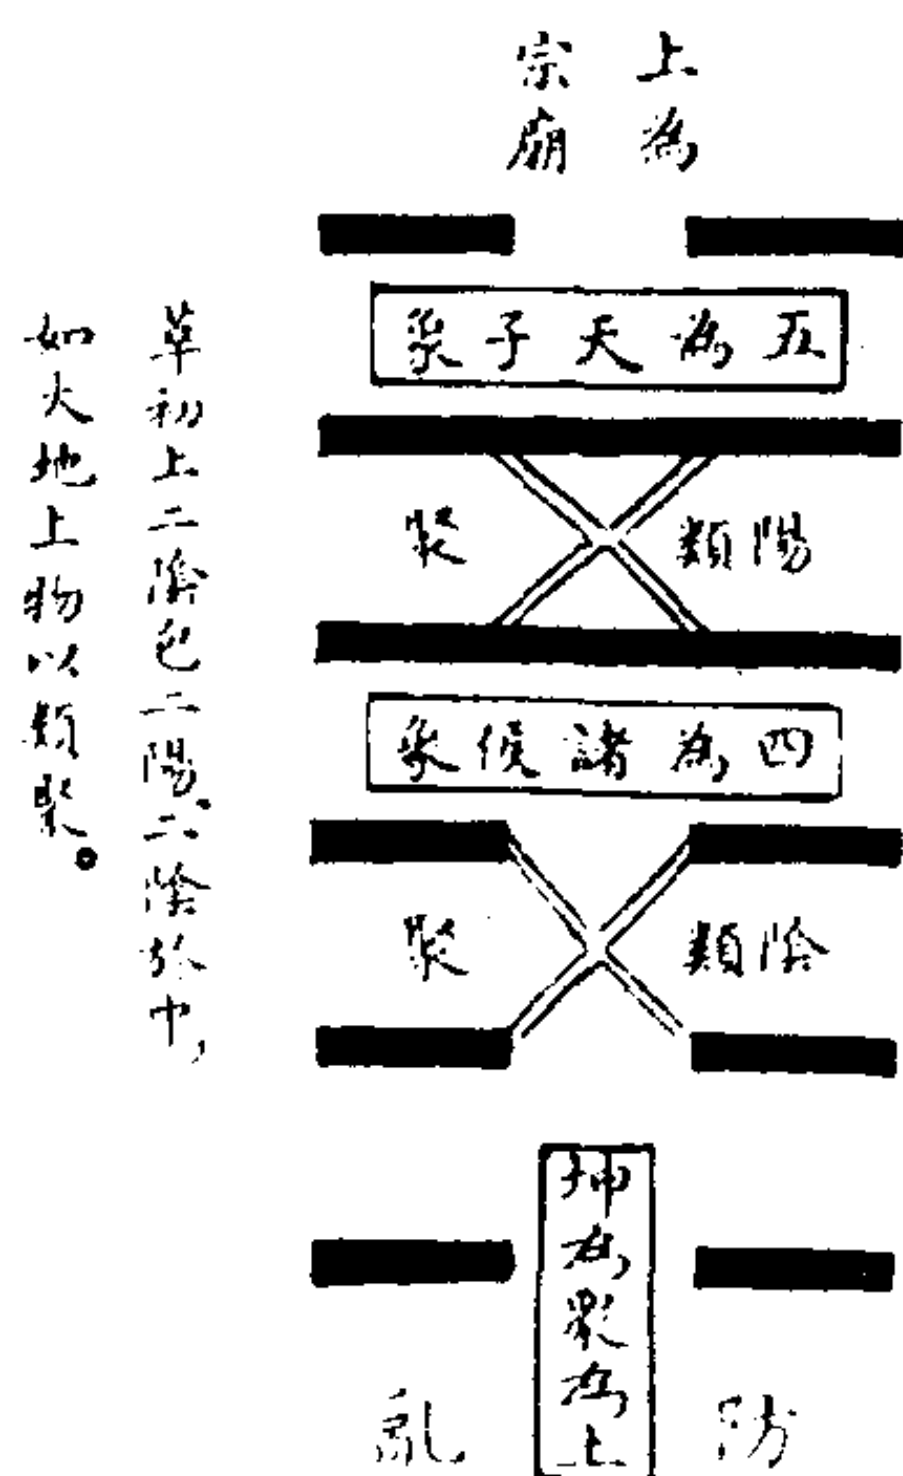 上為
宗廟
五為天子象
陽類聚
四為諸侯象
陰類聚
坤為眾為土
防亂
萃初上二陰包二陽、二陰於中,
如大地上物以類聚。